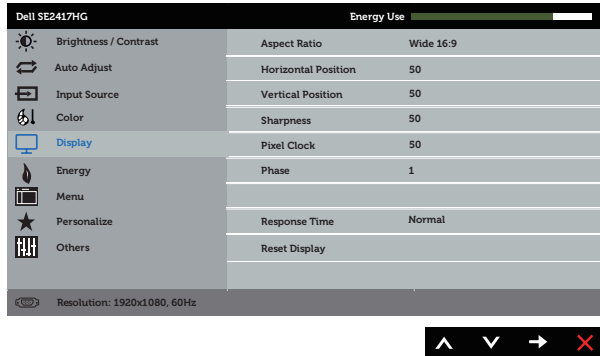 Dell SE2417HG Energy Use
Brightness / Contrast
Auto Adjust
Input Source
Color
Display
Energy
Menu
Personalize
Others
Aspect Ratio Wide 16:9
Horizontal Position 50
Vertical Position 50
Sharpness 50
Pixel Clock 50
Phase 1
Response Time Normal
Reset Display
Resolution: 1920x1080, 60Hz